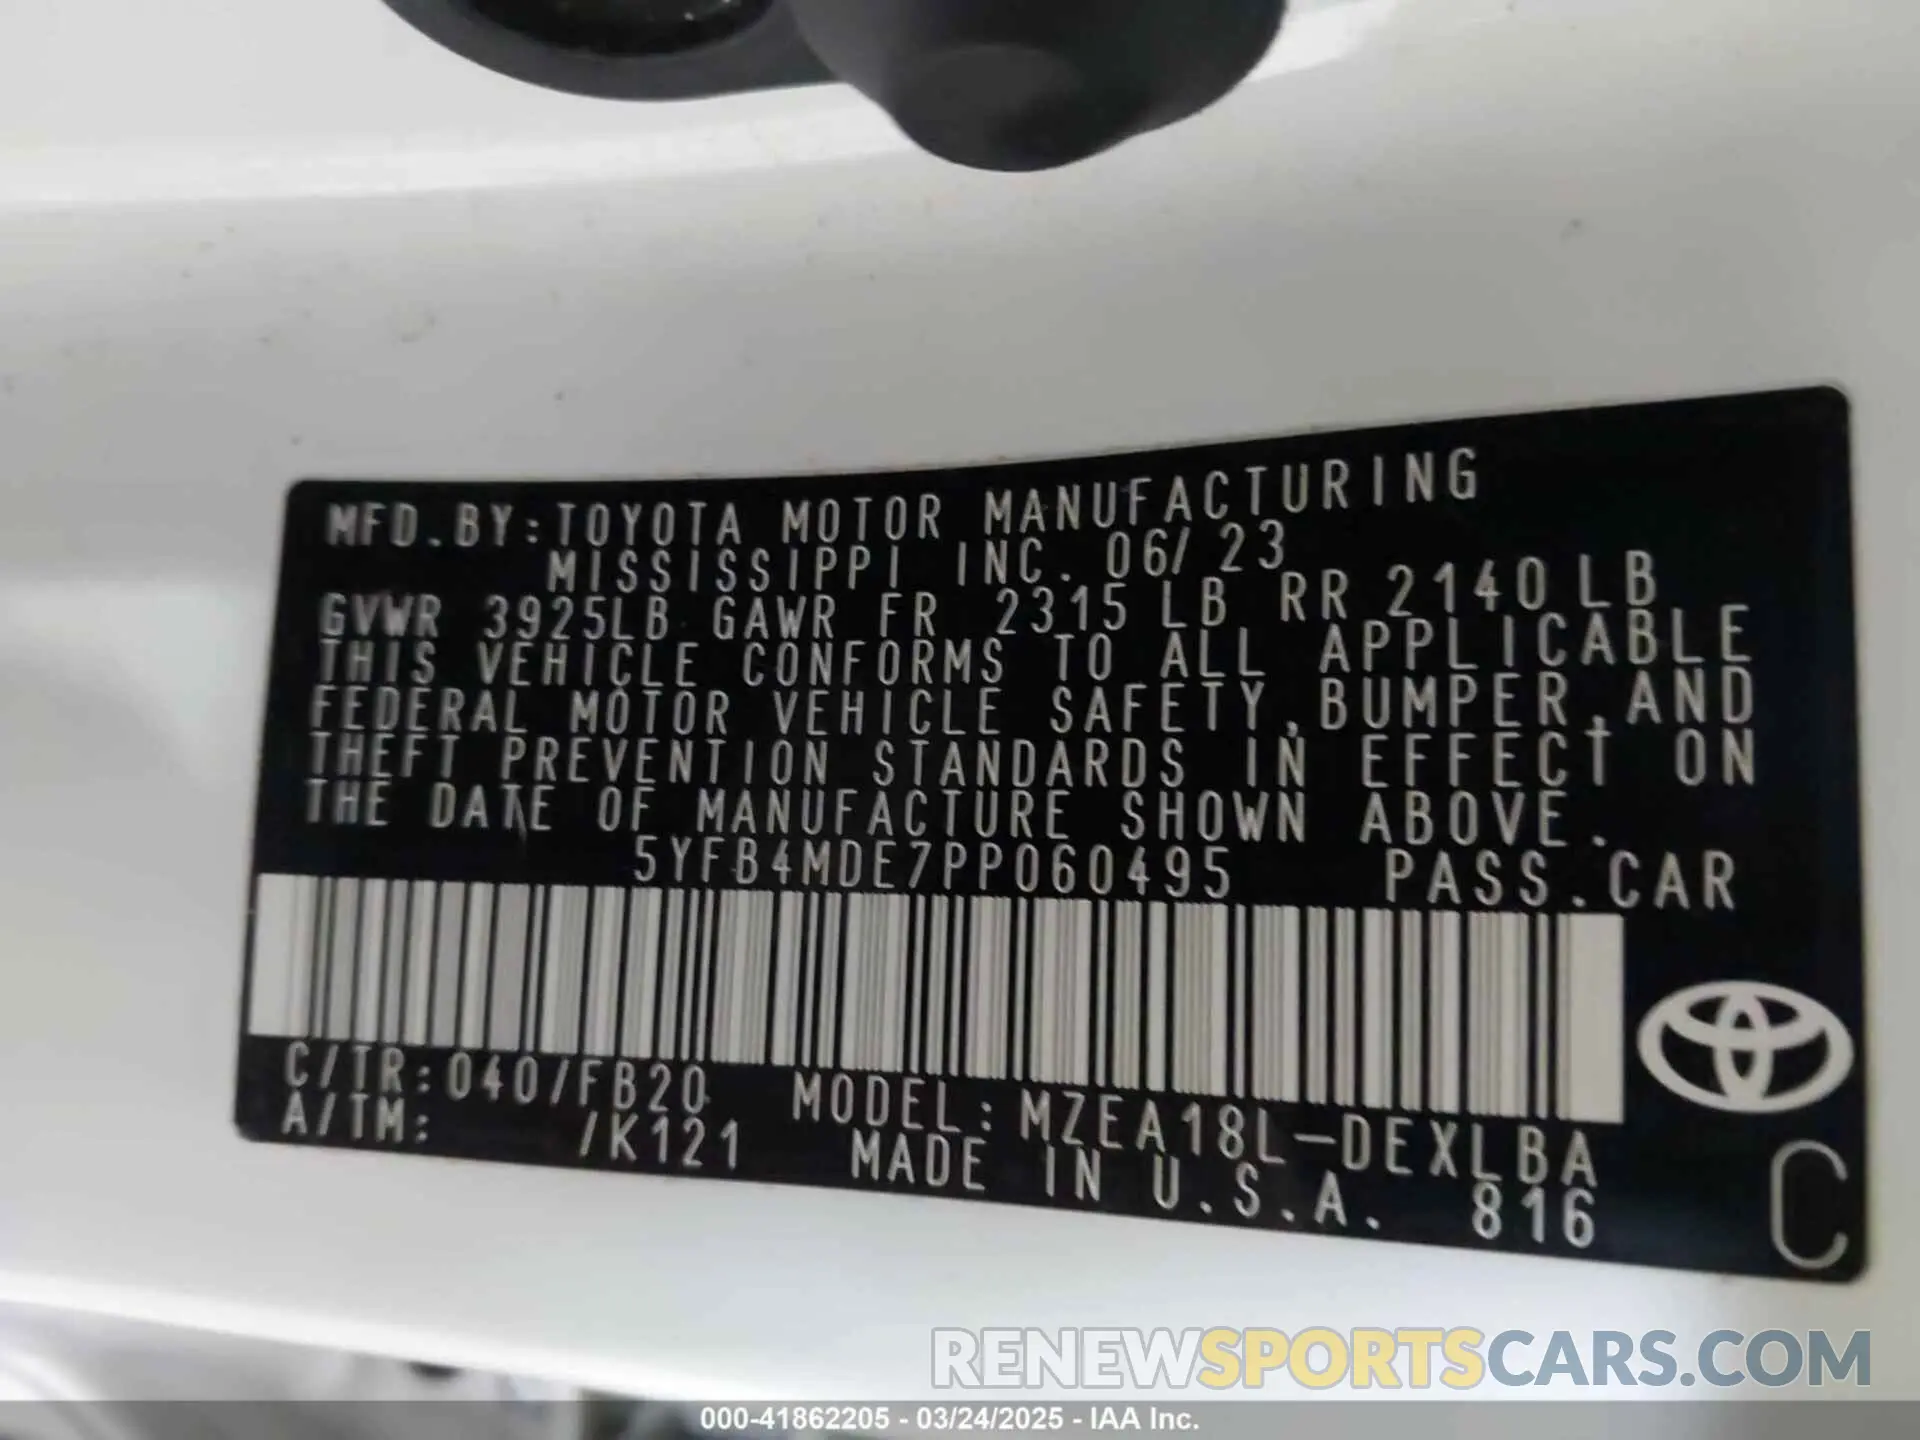 MFD.BY:TOYOTA MOTOR MANUFACTURING
MISSISSIPPI INC. 06/23
GVWR 3925LB GAWR FR 2315 LB RR 2140 LB
THIS VEHICLE CONFORMS TO ALL APPLICABLE
FEDERAL MOTOR VEHICLE SAFETY,BUMPER,AND
THEFT PREVENTION STANDARDS IN EFFECT ON
THE DATE OF MANUFACTURE SHOWN ABOVE.
5YFB4MDE7PP060495 PASS.CAR
C/TR:040/FB20 MODEL:MZEA18L-DEXLBA
A/TM: /K121 MADE IN U.S.A. 816
C
RENEWSPORTSCARS.COM
000-41862205 - 03/24/2025 - IAA Inc.